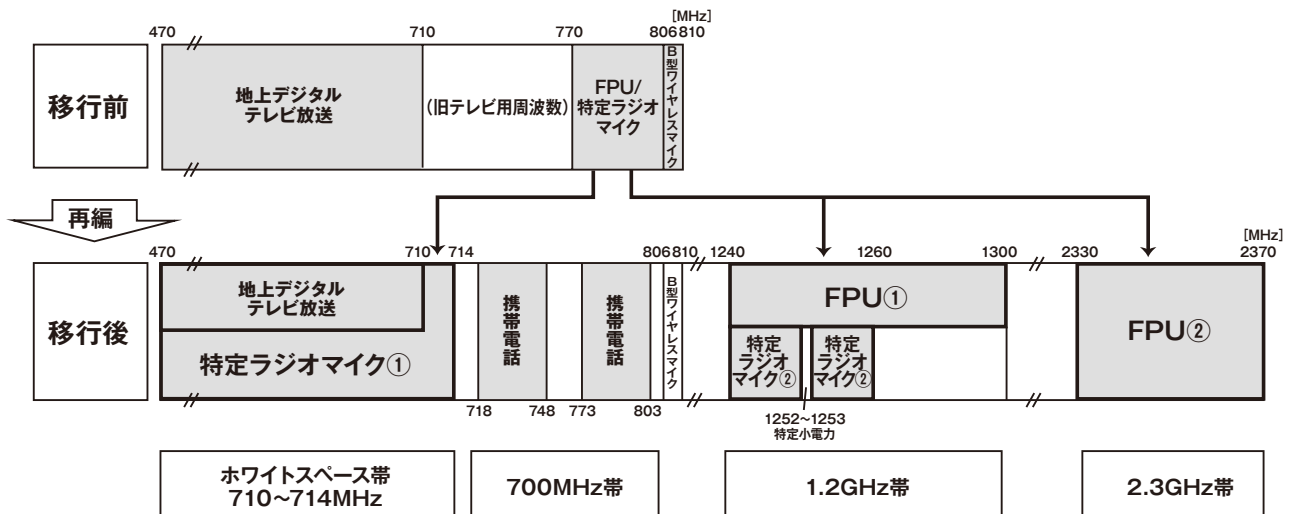 [MHz]
470
710
770
806
810
移行前
地上デジタル
テレビ放送
(旧テレビ用周波数)
FPU/
特定ラジオ
マイク
B型ワイヤレスマイク
再編
[MHz]
470
710
714
806
810
1240
1260
1300
2330
2370
移行後
地上デジタル
テレビ放送
特定ラジオマイク①
携帯電話
携帯電話
B型ワイヤレスマイク
FPU①
特定
ラジオ
マイク②
特定
ラジオ
マイク②
FPU②
718
748
773
803
1252~1253
特定小電力
ホワイトスペース帯
710~714MHz
700MHz帯
1.2GHz帯
2.3GHz帯